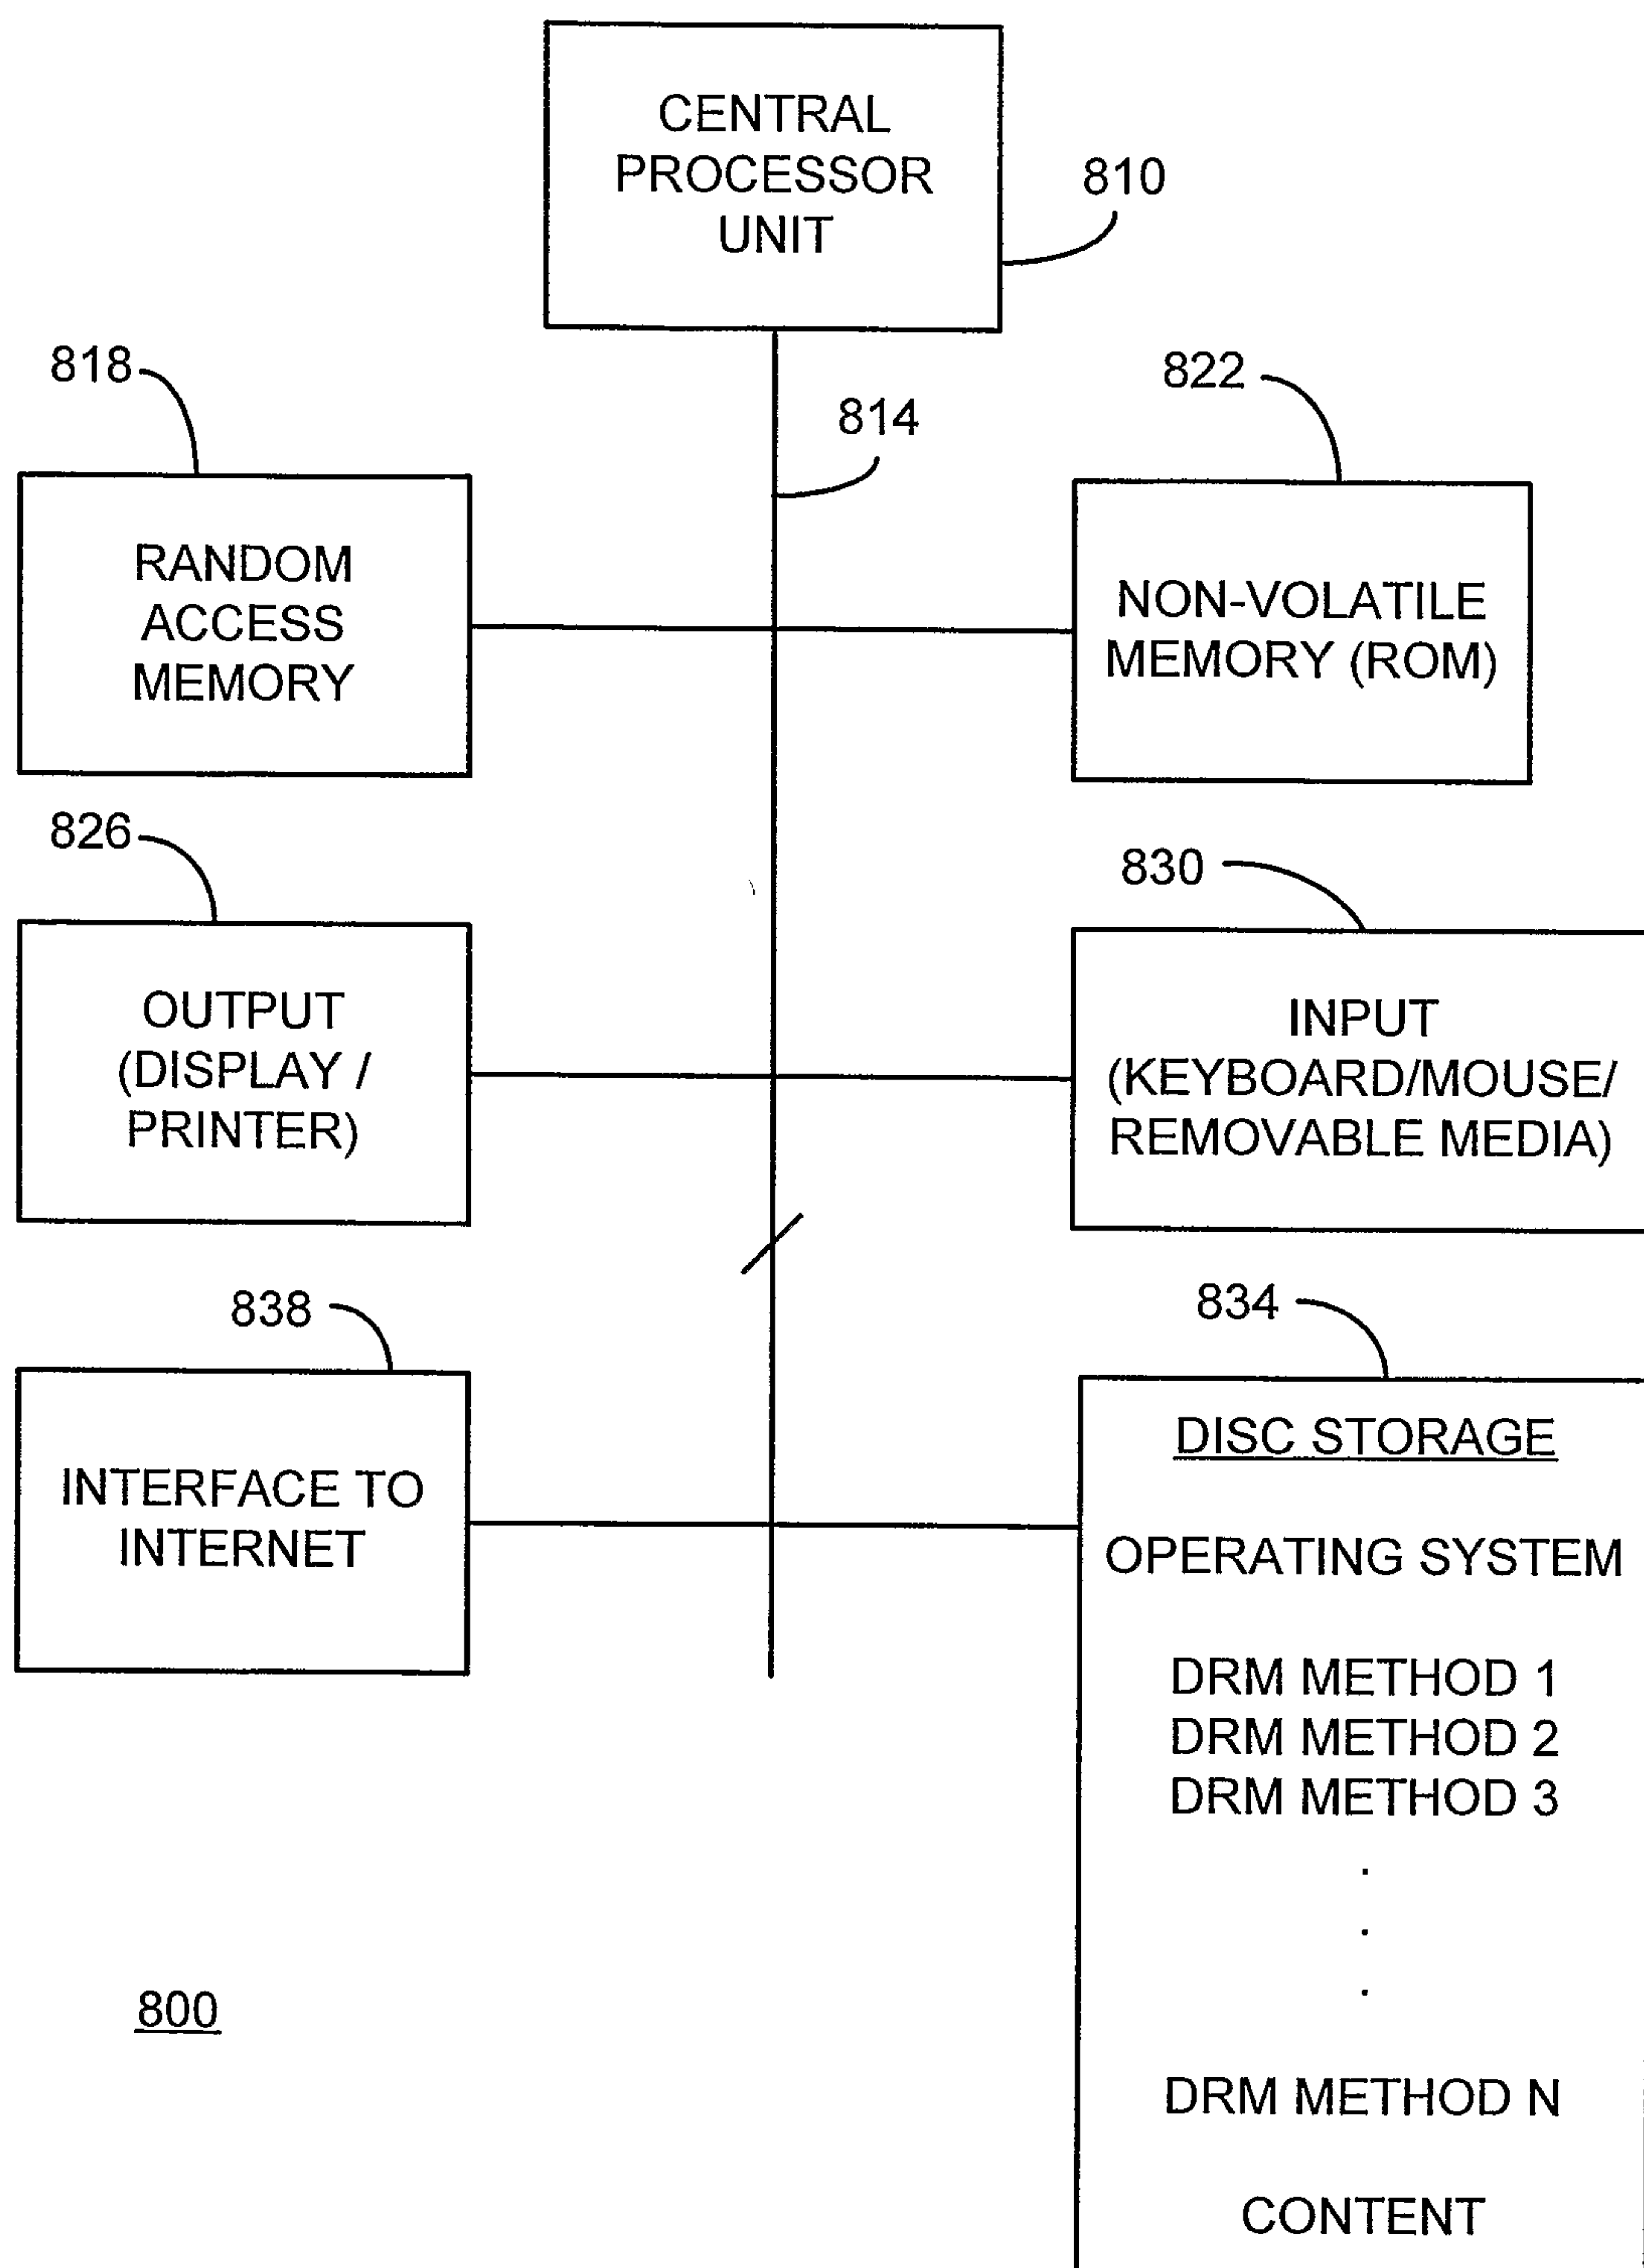 CENTRAL
PROCESSOR
UNIT
810
818
814
822
RANDOM
ACCESS
MEMORY
NON-VOLATILE
MEMORY (ROM)
826
830
OUTPUT
(DISPLAY /
PRINTER)
INPUT
(KEYBOARD/MOUSE/
REMOVABLE MEDIA)
838
834
INTERFACE TO
INTERNET
DISC STORAGE
OPERATING SYSTEM
DRM METHOD 1
DRM METHOD 2
DRM METHOD 3
.
.
.
DRM METHOD N
CONTENT
800